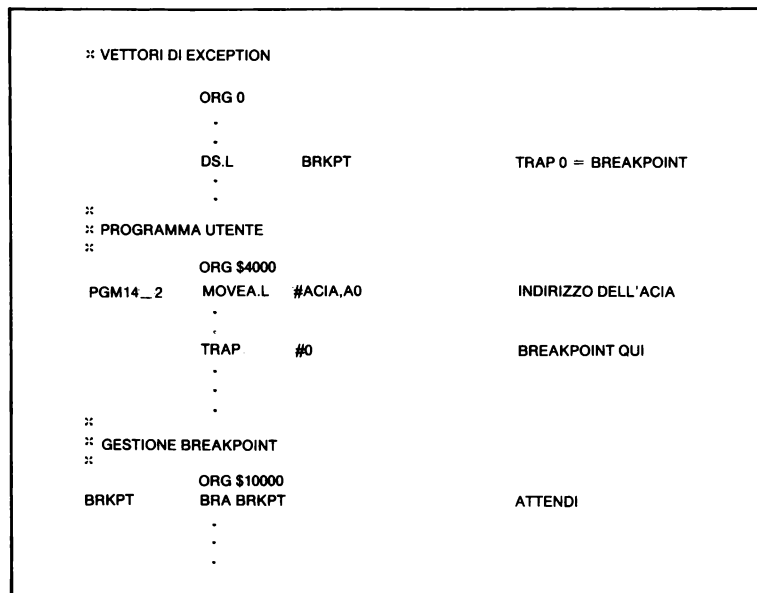 ※ VETTORI DI EXCEPTION
ORG 0
.
.
DS.L BRKPT TRAP 0 = BREAKPOINT
.
.
※
※ PROGRAMMA UTENTE
※
ORG $4000
PGM14_2 MOVEA.L #ACIA,A0 INDIRIZZO DELL'ACIA
.
.
TRAP #0 BREAKPOINT QUI
.
.
.
※
※ GESTIONE BREAKPOINT
※
ORG $10000
BRKPT BRA BRKPT ATTENDI
.
.
.